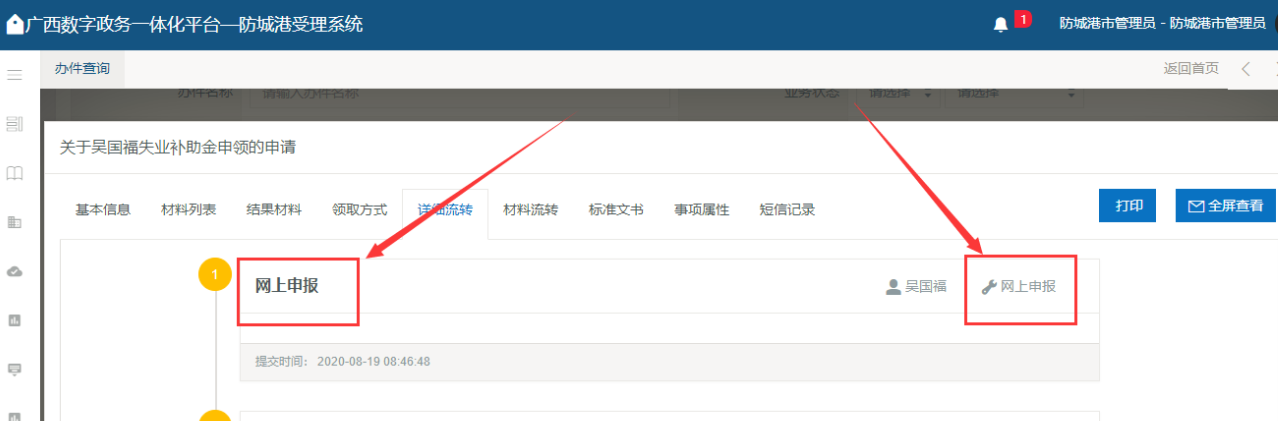 广西数字政务一体化平台—防城港受理系统 1 防城港市管理员 - 防城港市管理员
办件查询 返回首页
办件名称 请输入办件名称 业务状态 请选择 请选择
关于吴国福失业补助金申领的申请
基本信息 材料列表 结果材料 领取方式 详细流转 材料流转 标准文书 事项属性 短信记录 打印 全屏查看
1 网上申报 吴国福 网上申报
提交时间： 2020-08-19 08:46:48